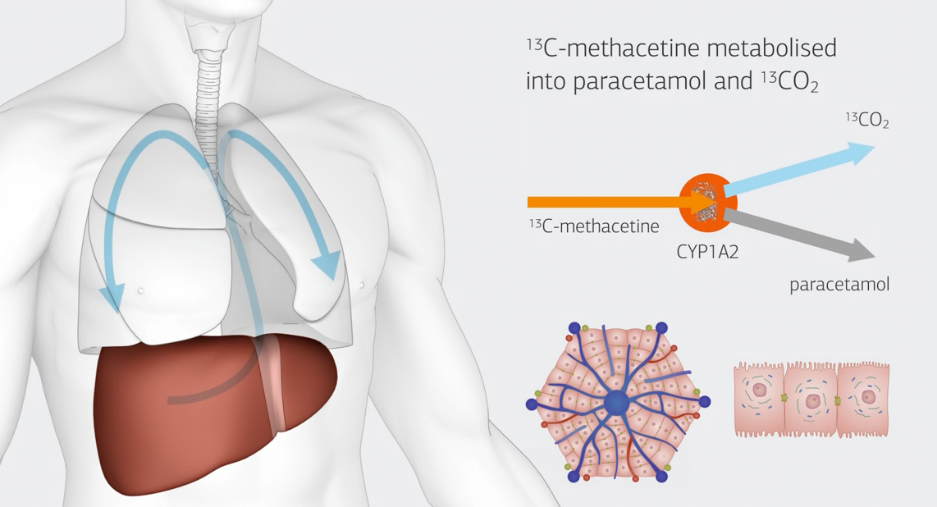 ¹³C-methacetine metabolised
into paracetamol and ¹³CO₂
¹³CO₂
¹³C-methacetine
CYP1A2
paracetamol